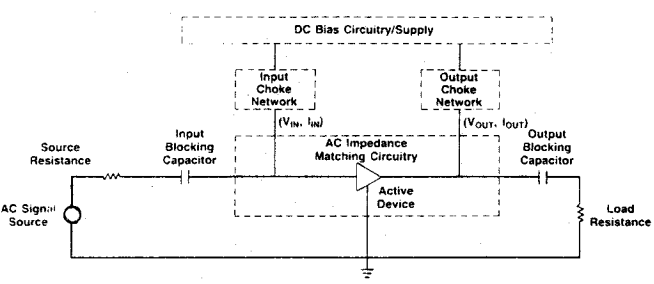 DC Bias Circuitry/Supply
Input
Choke
Network
Output
Choke
Network
(VIN, IIN)
(VOUT, IOUT)
Source
Resistance
Input
Blocking
Capacitor
AC Impedance
Matching Circuitry
Output
Blocking
Capacitor
Active
Device
AC Signal
Source
Load
Resistance